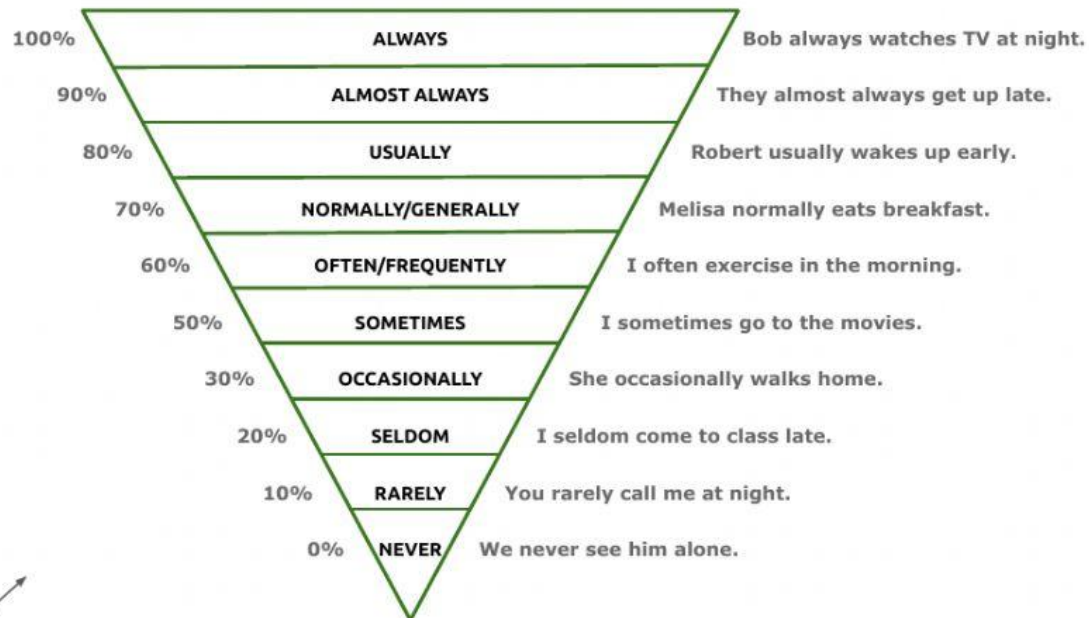 100% ALWAYS Bob always watches TV at night.
90% ALMOST ALWAYS They almost always get up late.
80% USUALLY Robert usually wakes up early.
70% NORMALLY/GENERALLY Melisa normally eats breakfast.
60% OFTEN/FREQUENTLY I often exercise in the morning.
50% SOMETIMES I sometimes go to the movies.
30% OCCASIONALLY She occasionally walks home.
20% SELDOM I seldom come to class late.
10% RARELY You rarely call me at night.
0% NEVER We never see him alone.